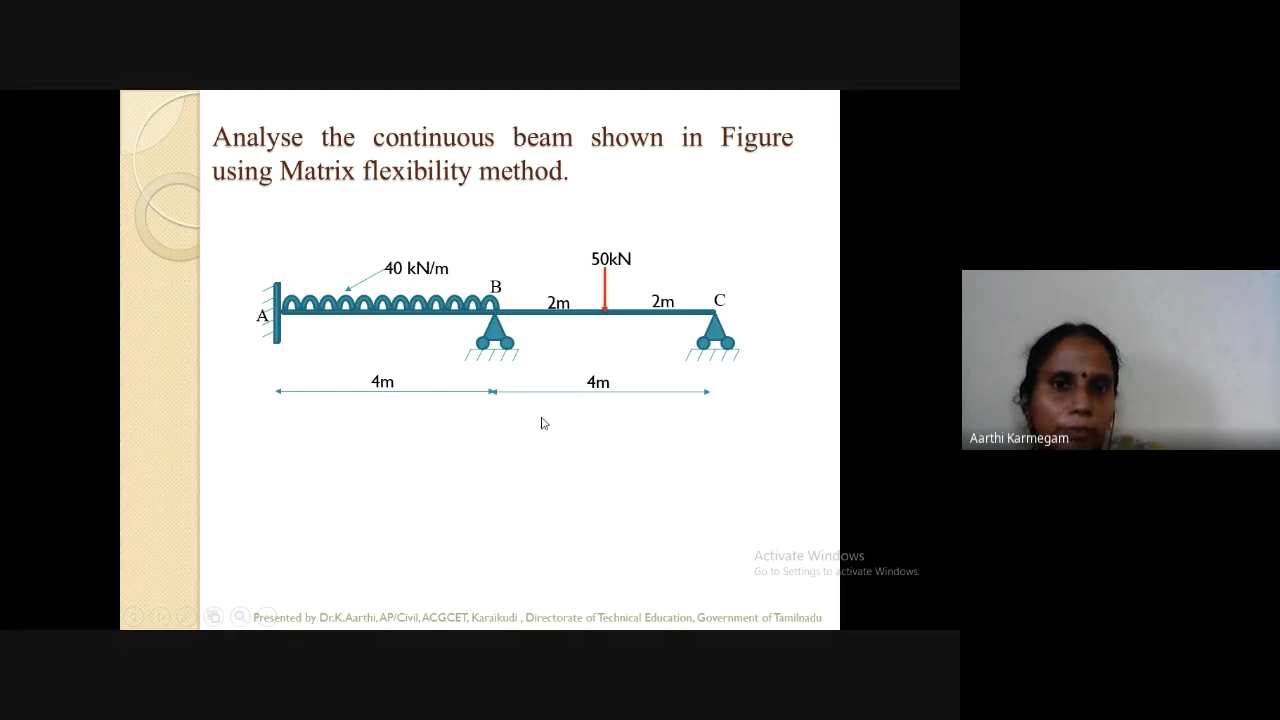 Analyse the continuous beam shown in Figure
using Matrix flexibility method.
40 kN/m
50kN
B
2m
2m
C
A
4m
4m
Aarthi Karmegam
Activate Windows
Go to Settings to activate Windows.
Presented by Dr.K.Aarthi, AP/Civil, ACGCET, Karaikudi , Directorate of Technical Education, Government of Tamilnadu